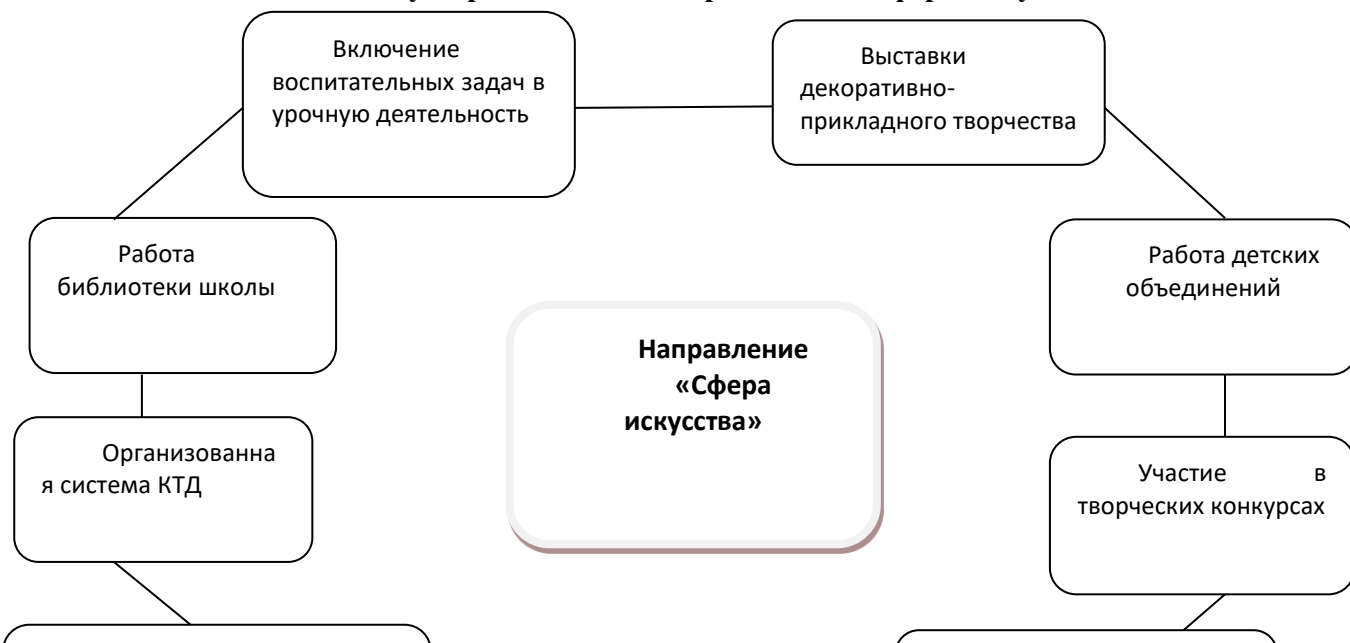 Включение
воспитательных задач в
урочную деятельность
Выставки
декоративно-
прикладного творчества
Работа
библиотеки школы
Работа детских
объединений
Направление
«Сфера
искусства»
Организованна
я система КТД
Участие в
творческих конкурсах